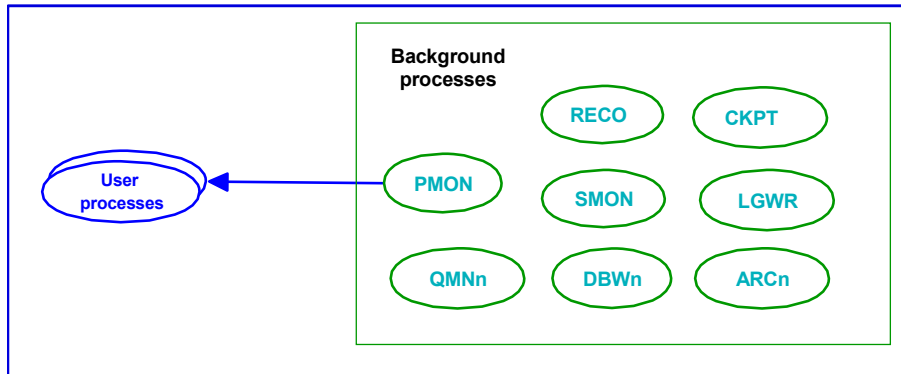 Background
processes
RECO
CKPT
User
processes
PMON
SMON
LGWR
QMNn
DBWn
ARCn